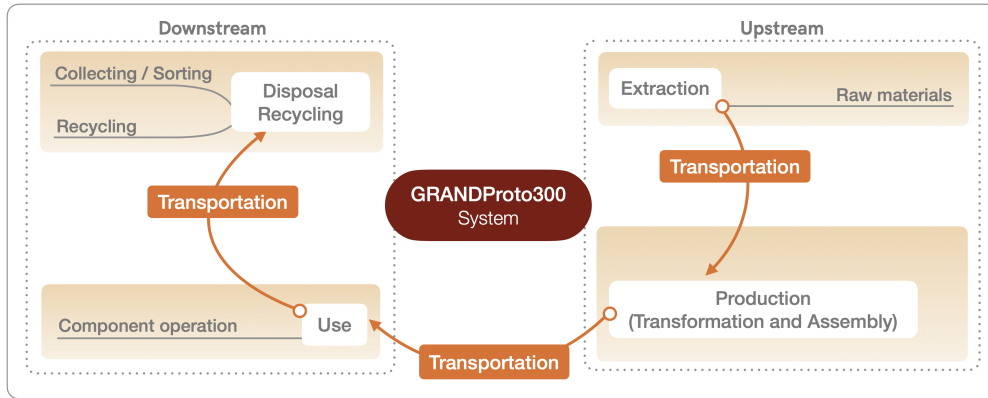 Downstream
Upstream
Collecting / Sorting
Disposal
Recycling
Recycling
Extraction
Raw materials
Transportation
Transportation
GRANDProto300
System
Component operation
Use
Production
(Transformation and Assembly)
Transportation